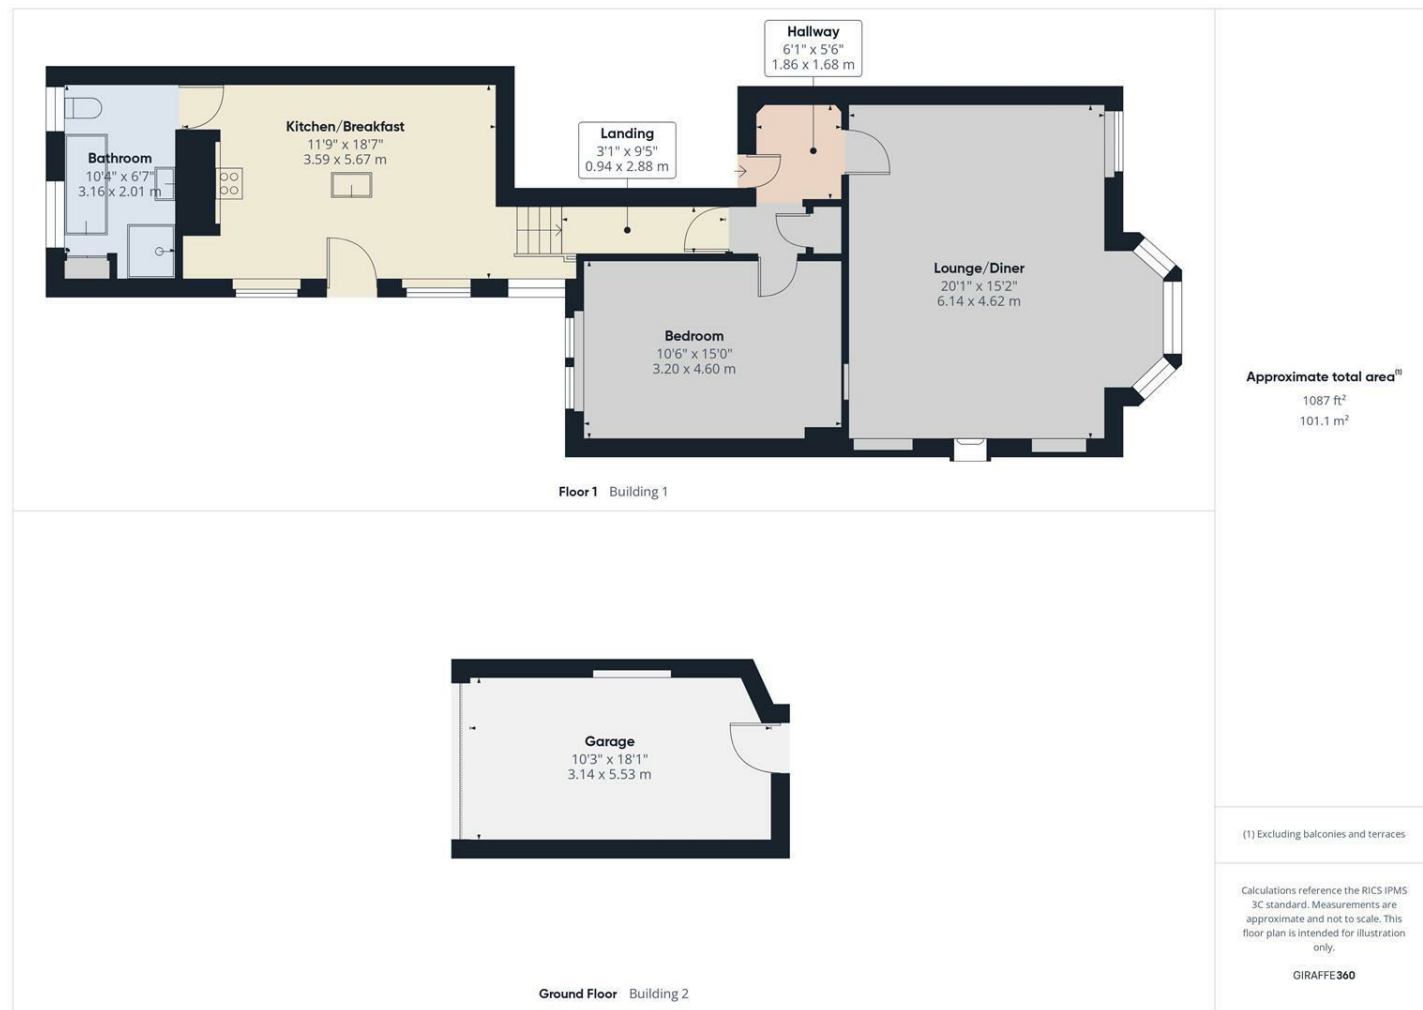 Hallway
6'1" x 5'6"
1.86 x 1.68 m
Kitchen/Breakfast
11'9" x 18'7"
3.59 x 5.67 m
Landing
3'1" x 9'5"
0.94 x 2.88 m
Bathroom
10'4" x 6'7"
3.16 x 2.01 m
Lounge/Diner
20'1" x 15'2"
6.14 x 4.62 m
Bedroom
10'6" x 15'0"
3.20 x 4.60 m
Floor 1 Building 1
Garage
10'3" x 18'1"
3.14 x 5.53 m
Ground Floor Building 2
Approximate total area(1)
1087 ft²
101.1 m²
(1) Excluding balconies and terraces
Calculations reference the RICS IPMS
3C standard. Measurements are
approximate and not to scale. This
floor plan is intended for illustration
only.
GIRAFFE360